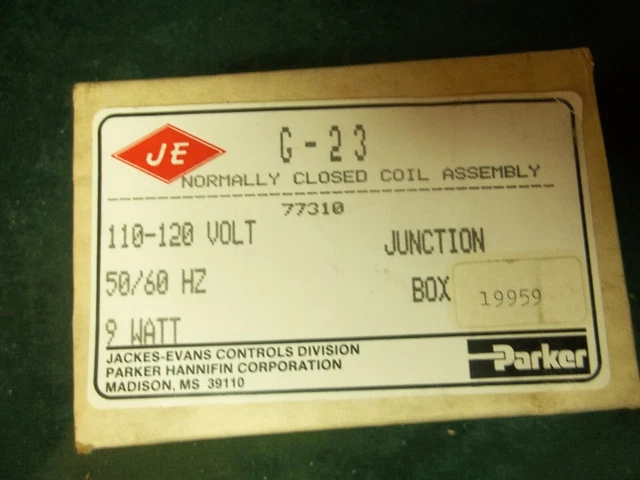 JE
G-23
NORMALLY CLOSED COIL ASSEMBLY
77310
110-120 VOLT
JUNCTION
50/60 HZ
BOX
19959
9 WATT
JACKES-EVANS CONTROLS DIVISION
PARKER HANNIFIN CORPORATION
MADISON, MS 39110
Parker